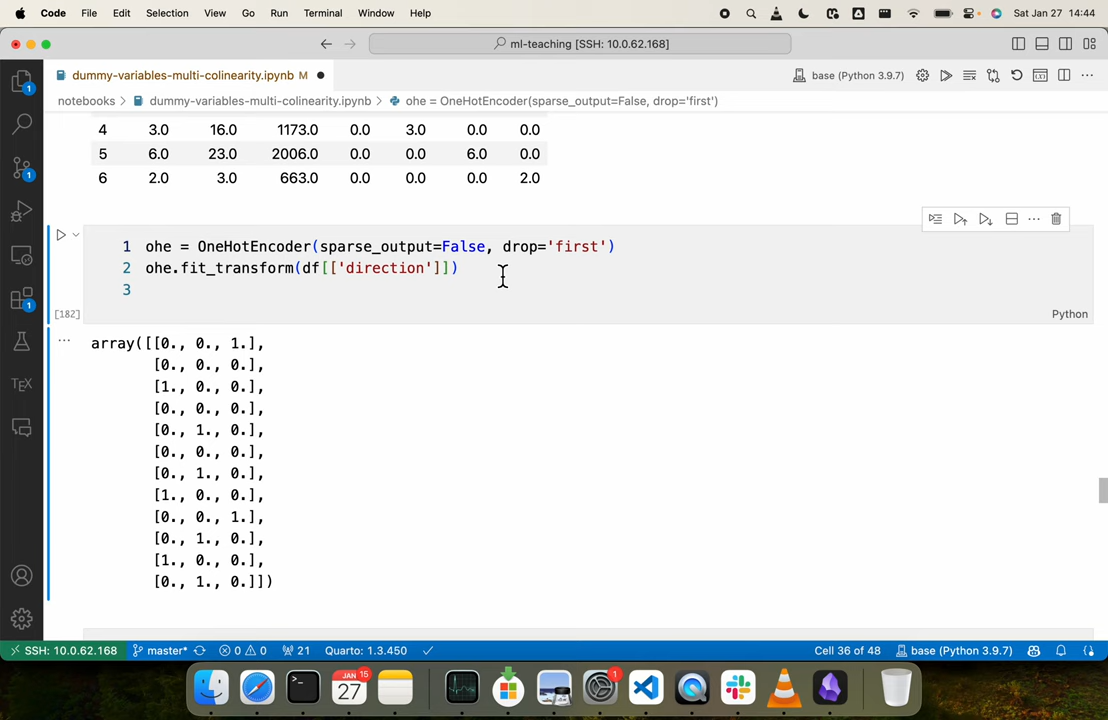 Code File Edit Selection View Go Run Terminal Window Help Sat Jan 27 14:44
ml-teaching [SSH: 10.0.62.168]
dummy-variables-multi-colinearity.ipynb M
base (Python 3.9.7)
notebooks > dummy-variables-multi-colinearity.ipynb > ohe = OneHotEncoder(sparse_output=False, drop='first')
4 3.0 16.0 1173.0 0.0 3.0 0.0 0.0
5 6.0 23.0 2006.0 0.0 0.0 6.0 0.0
6 2.0 3.0 663.0 0.0 0.0 0.0 2.0
1 ohe = OneHotEncoder(sparse_output=False, drop='first')
2 ohe.fit_transform(df[['direction']])
3
[182]
Python
array([[0., 0., 1.],
[0., 0., 0.],
[1., 0., 0.],
[0., 0., 0.],
[0., 1., 0.],
[0., 0., 0.],
[0., 1., 0.],
[1., 0., 0.],
[0., 0., 1.],
[0., 1., 0.],
[1., 0., 0.],
[0., 1., 0.]])
1
1
1
TEX
SSH: 10.0.62.168 master* 0 0 21 Quarto: 1.3.450 Cell 36 of 48 base (Python 3.9.7)
JAN 15
27
1